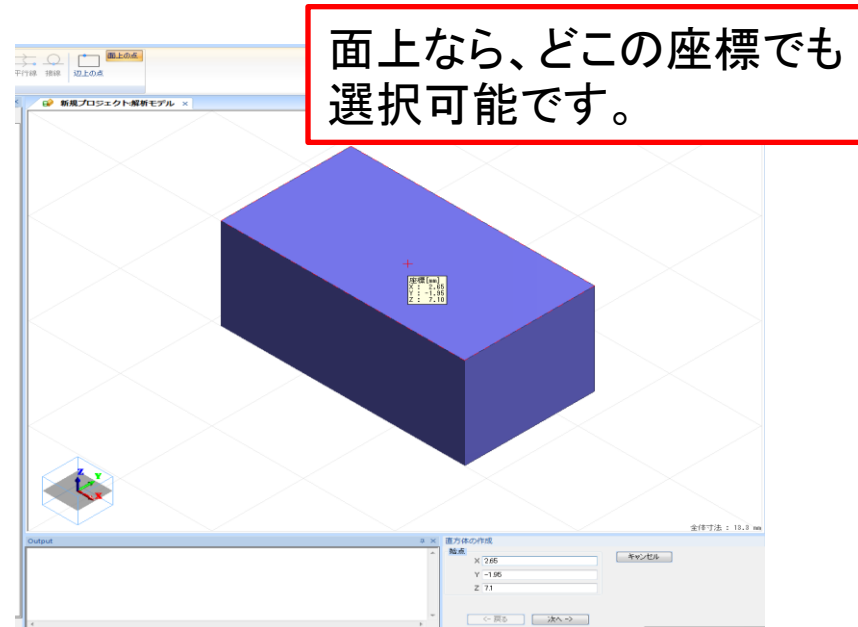 面上なら、どこの座標でも
選択可能です。
面上の点
平行線 接線 辺上の点
新規プロジェクト:解析モデル ×
座標[mm]
X : 2.65
Y : -1.95
Z : 7.10
Z
Y
X
全体寸法 : 13.3 mm
Output
直方体の作成
始点
X 2.65
キャンセル
Y -1.95
Z 7.1
<- 戻る 次へ ->